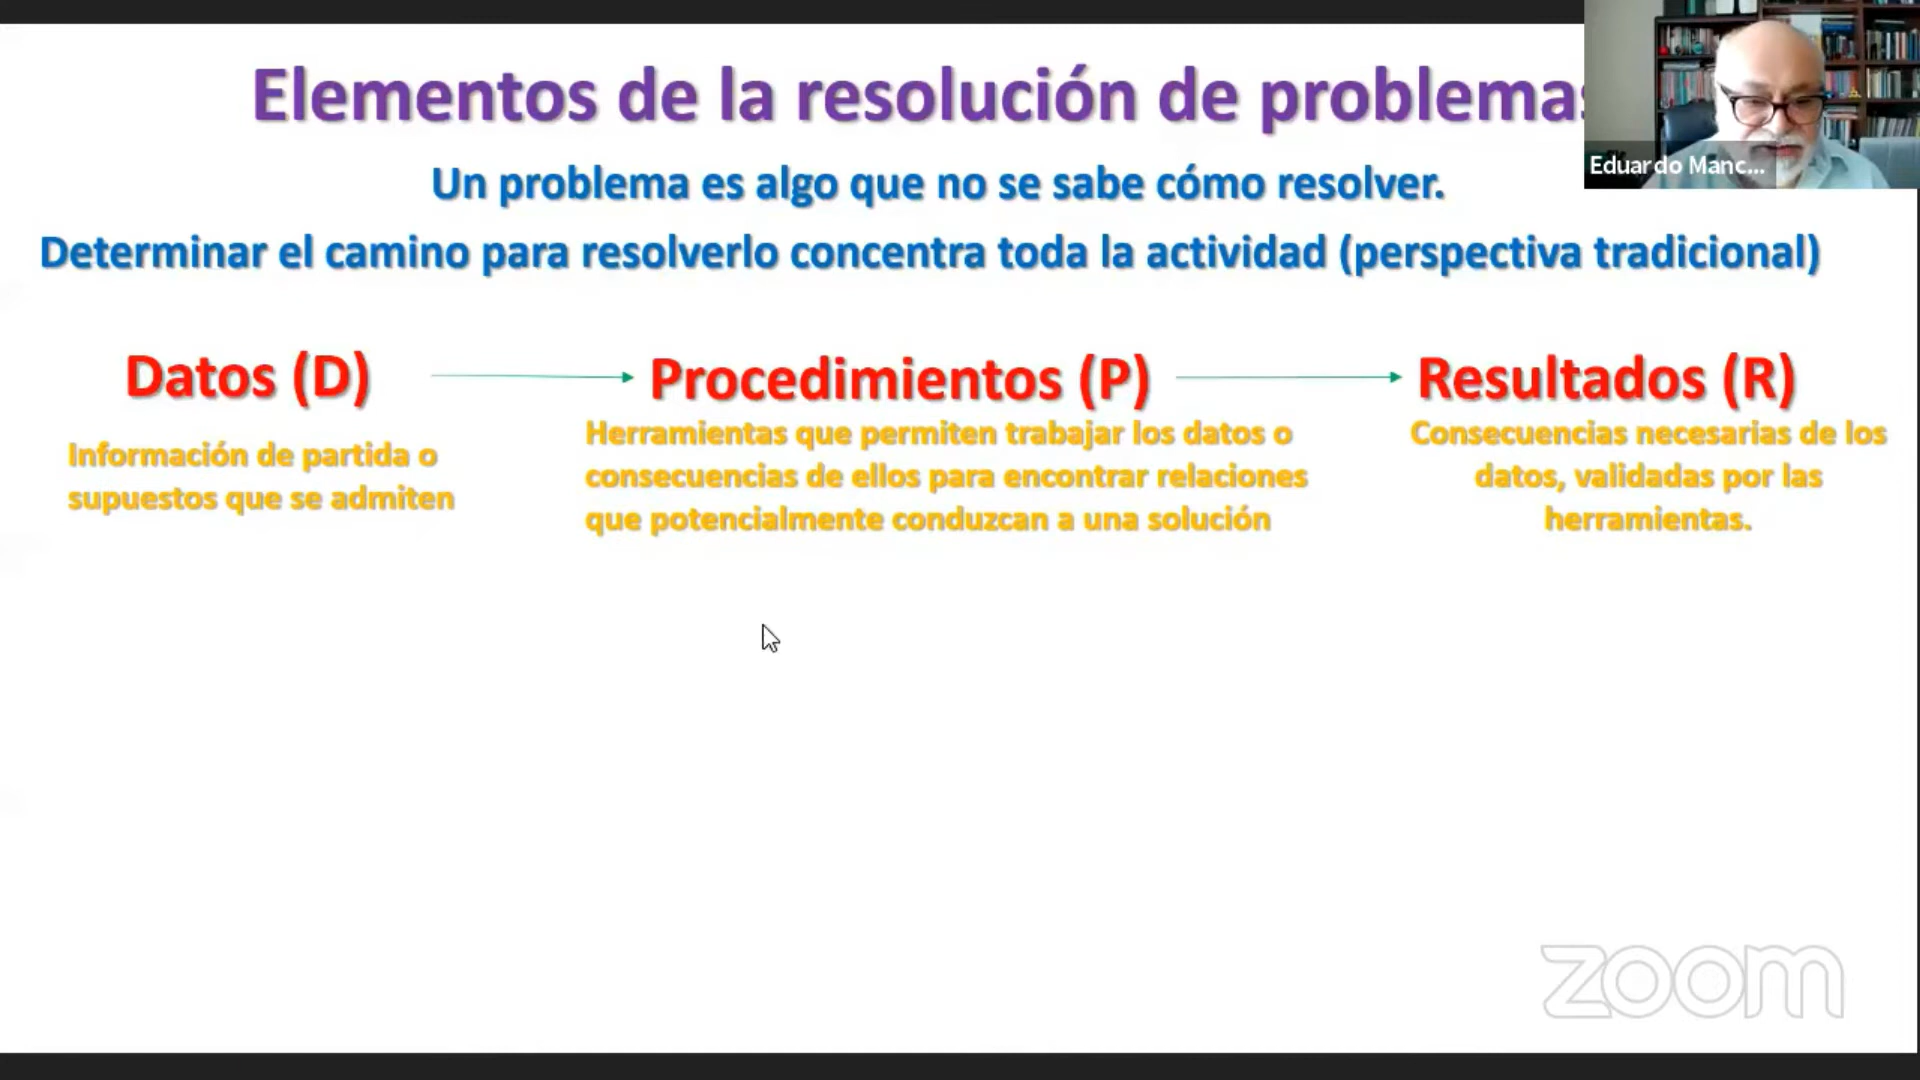 Elementos de la resolución de problemas
Eduardo Manc...
Un problema es algo que no se sabe cómo resolver.
Determinar el camino para resolverlo concentra toda la actividad (perspectiva tradicional)
Datos (D)
Información de partida o
supuestos que se admiten
Procedimientos (P)
Herramientas que permiten trabajar los datos o
consecuencias de ellos para encontrar relaciones
que potencialmente conduzcan a una solución
Resultados (R)
Consecuencias necesarias de los
datos, validadas por las
herramientas.
zoom